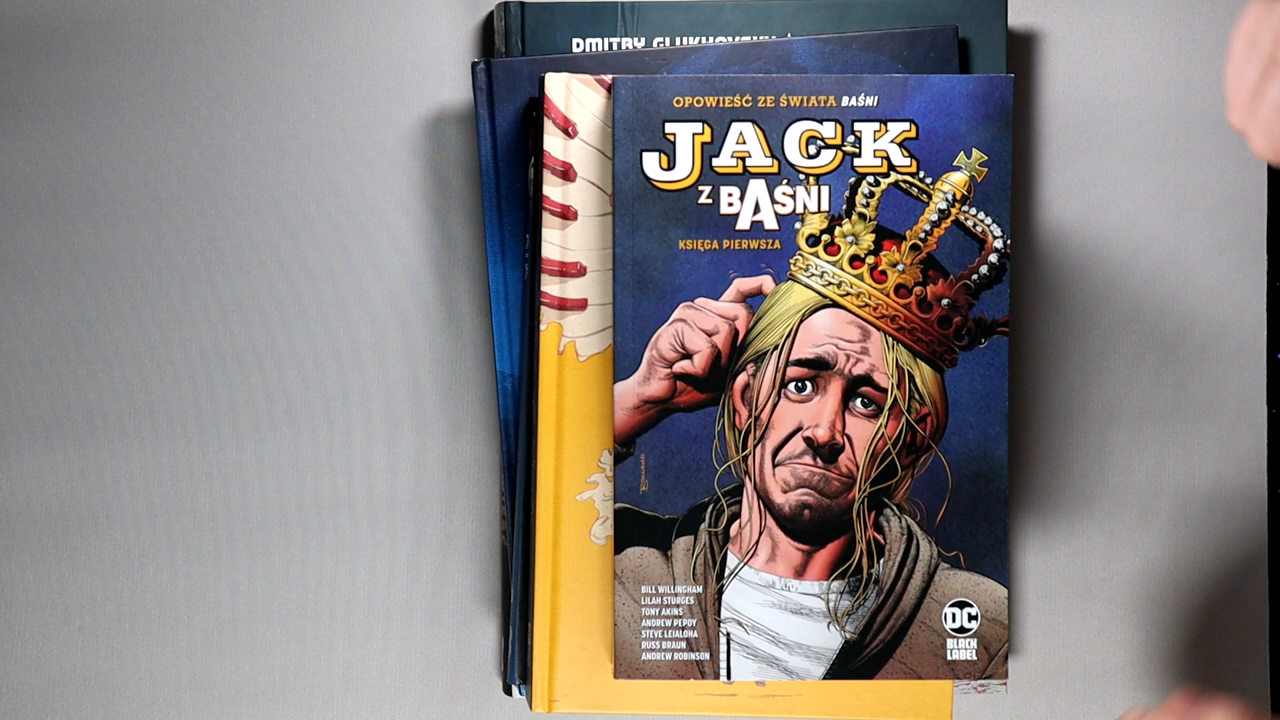 DMITRY GLUKHOVSKY
OPOWIEŚĆ ZE ŚWIATA BAŚNI
JACK
Z BAŚNI
KSIĘGA PIERWSZA
BOLLAND
BILL WILLINGHAM
LILAH STURGES
TONY AKINS
ANDREW PEPOY
STEVE LEIALOHA
RUSS BRAUN
ANDREW ROBINSON
DC
BLACK
LABEL